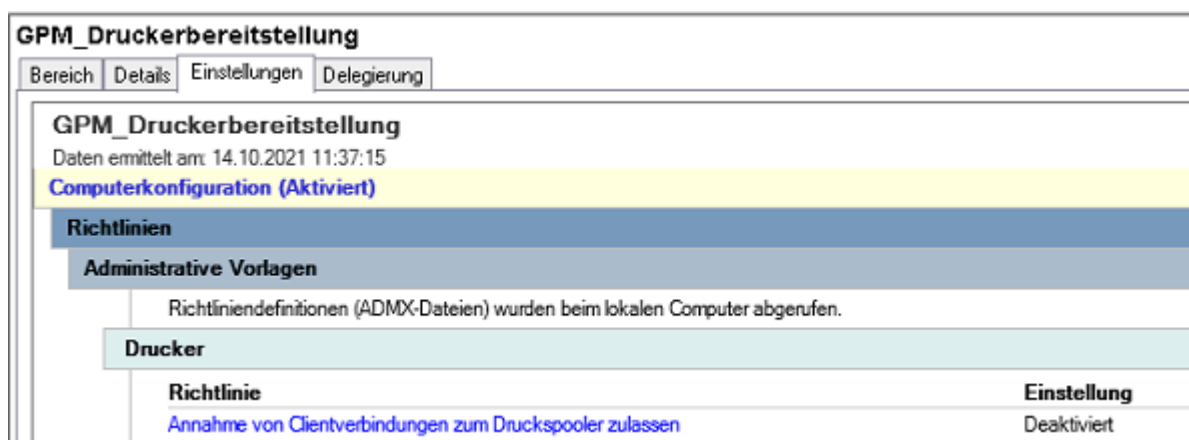 GPM_Druckerbereitstellung
Bereich Details Einstellungen Delegierung
GPM_Druckerbereitstellung
Daten ermittelt am: 14.10.2021 11:37:15
Computerkonfiguration (Aktiviert)
Richtlinien
Administrative Vorlagen
Richtliniendefinitionen (ADMX-Dateien) wurden beim lokalen Computer abgerufen.
Drucker
Richtlinie Einstellung
Annahme von Clientverbindungen zum Druckspooler zulassen Deaktiviert